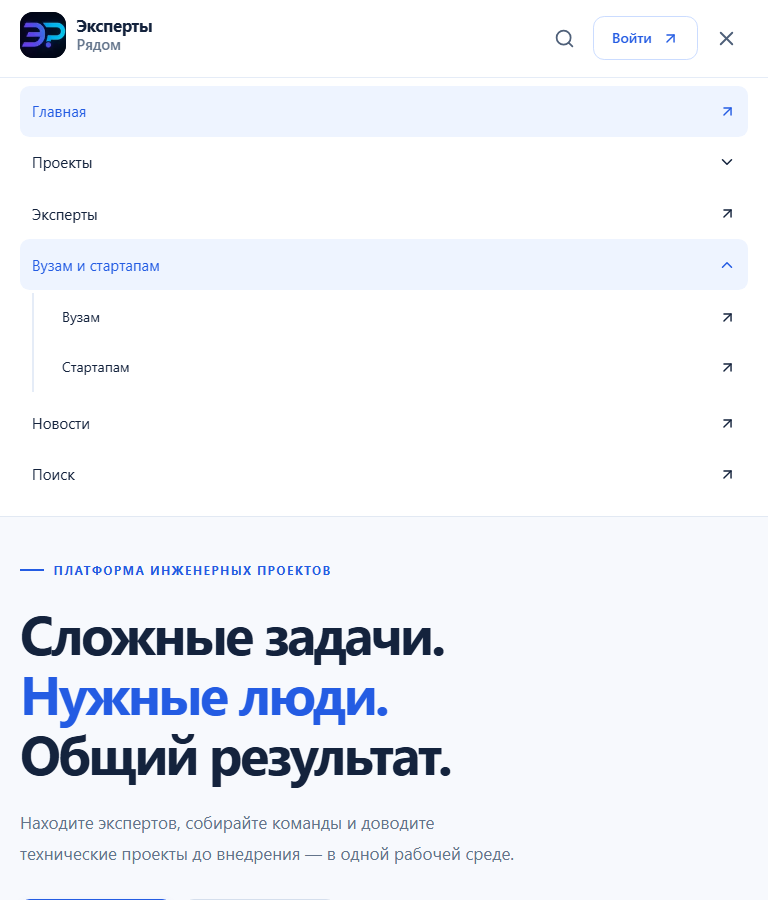 ЭР
Эксперты
Рядом
Войти
Главная
Проекты
Эксперты
Вузам и стартапам
Вузам
Стартапам
Новости
Поиск
ПЛАТФОРМА ИНЖЕНЕРНЫХ ПРОЕКТОВ
Сложные задачи.
Нужные люди.
Общий результат.
Находите экспертов, собирайте команды и доводите
технические проекты до внедрения — в одной рабочей среде.